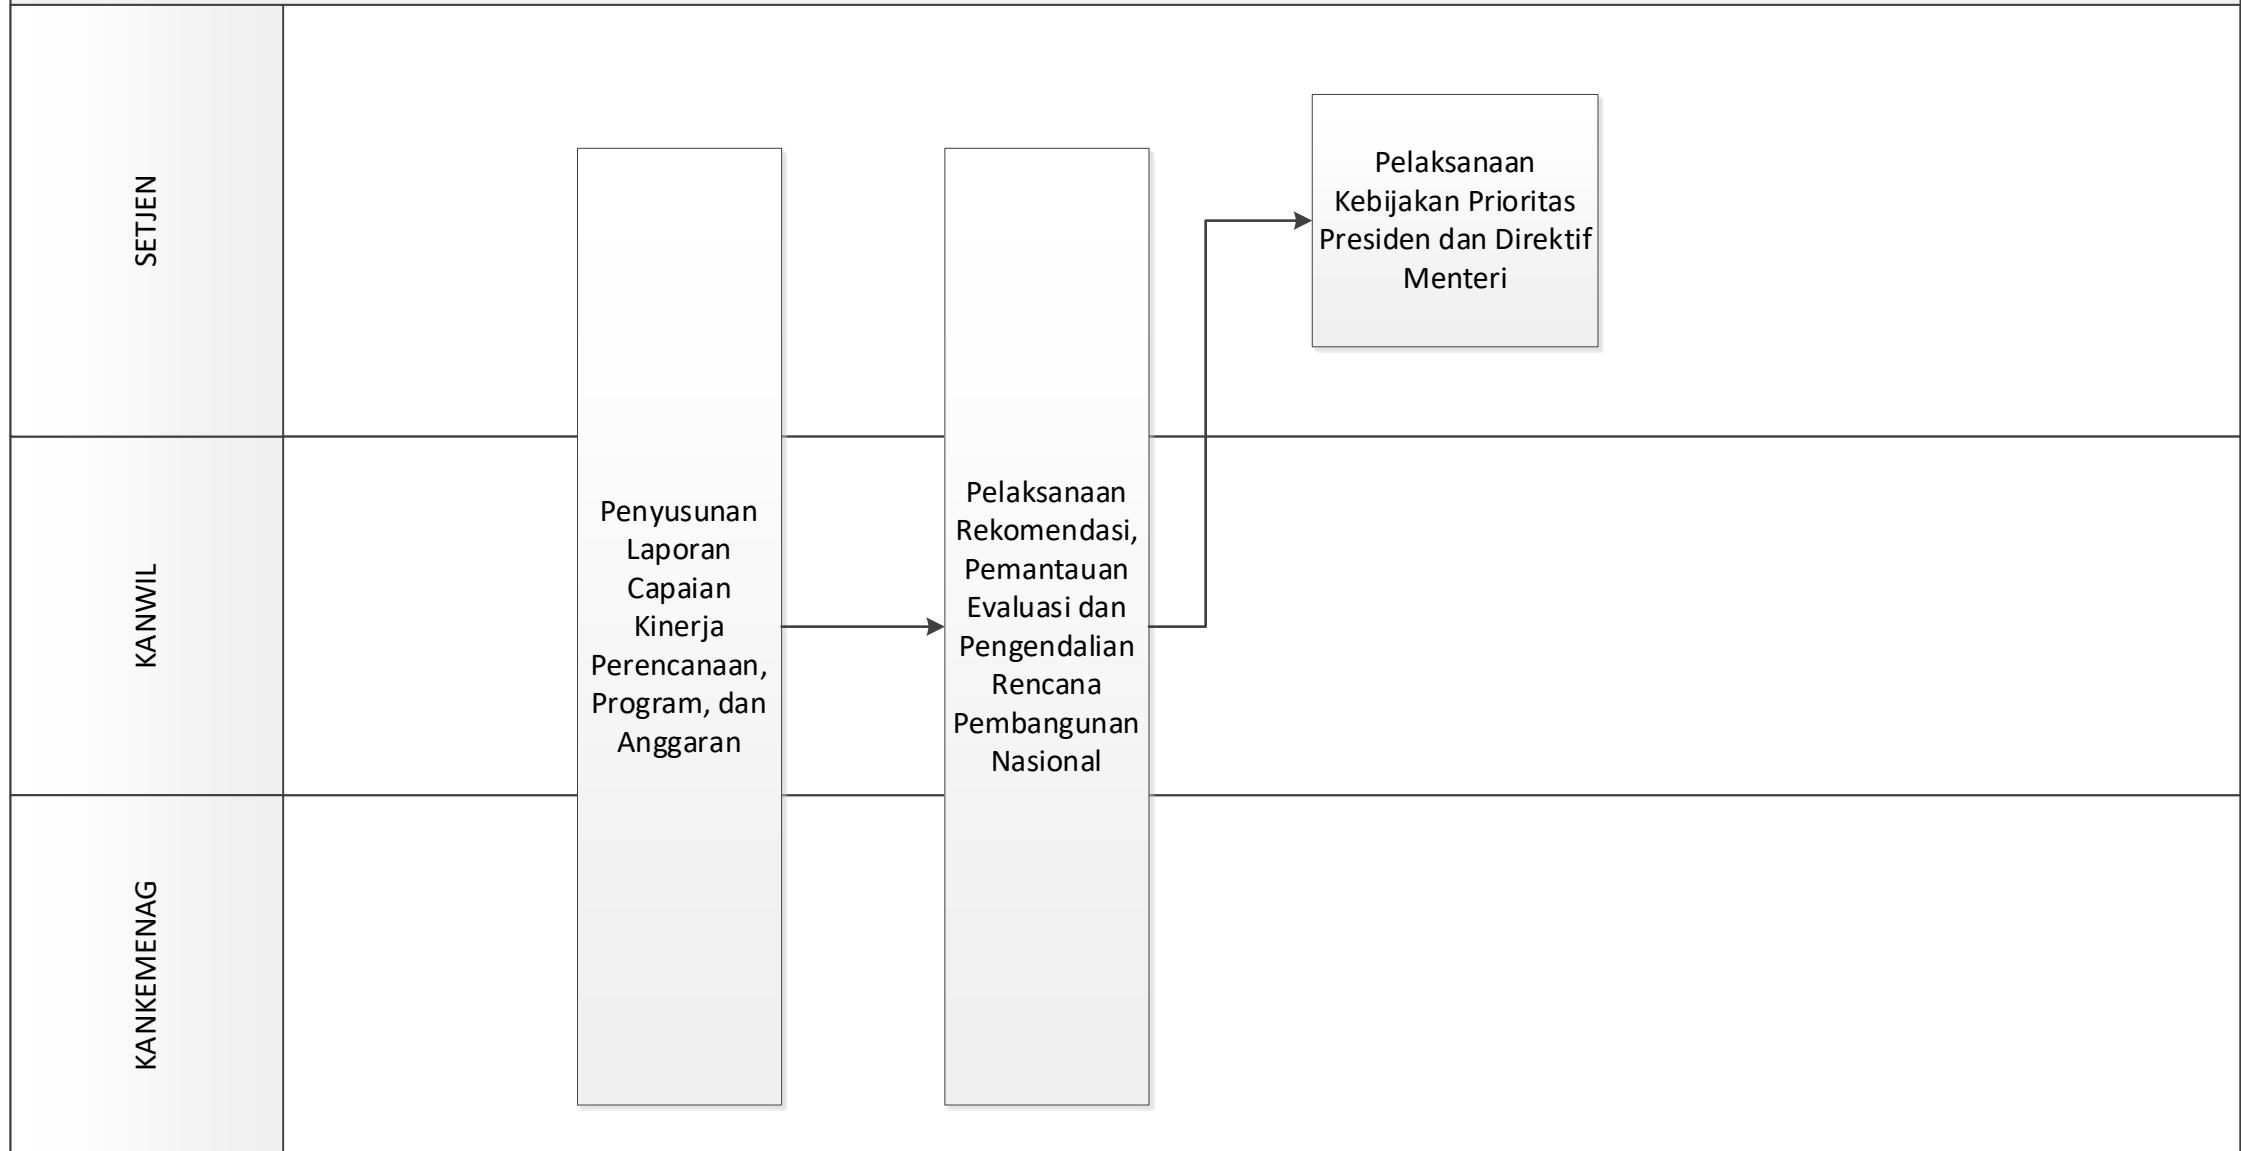 SETJEN
Pelaksanaan
Kebijakan Prioritas
Presiden dan Direktif
Menteri
KANWIL
Penyusunan
Laporan
Capaian
Kinerja
Perencanaan,
Program, dan
Anggaran
Pelaksanaan
Rekomendasi,
Pemantauan
Evaluasi dan
Pengendalian
Rencana
Pembangunan
Nasional
KANKEMENAG